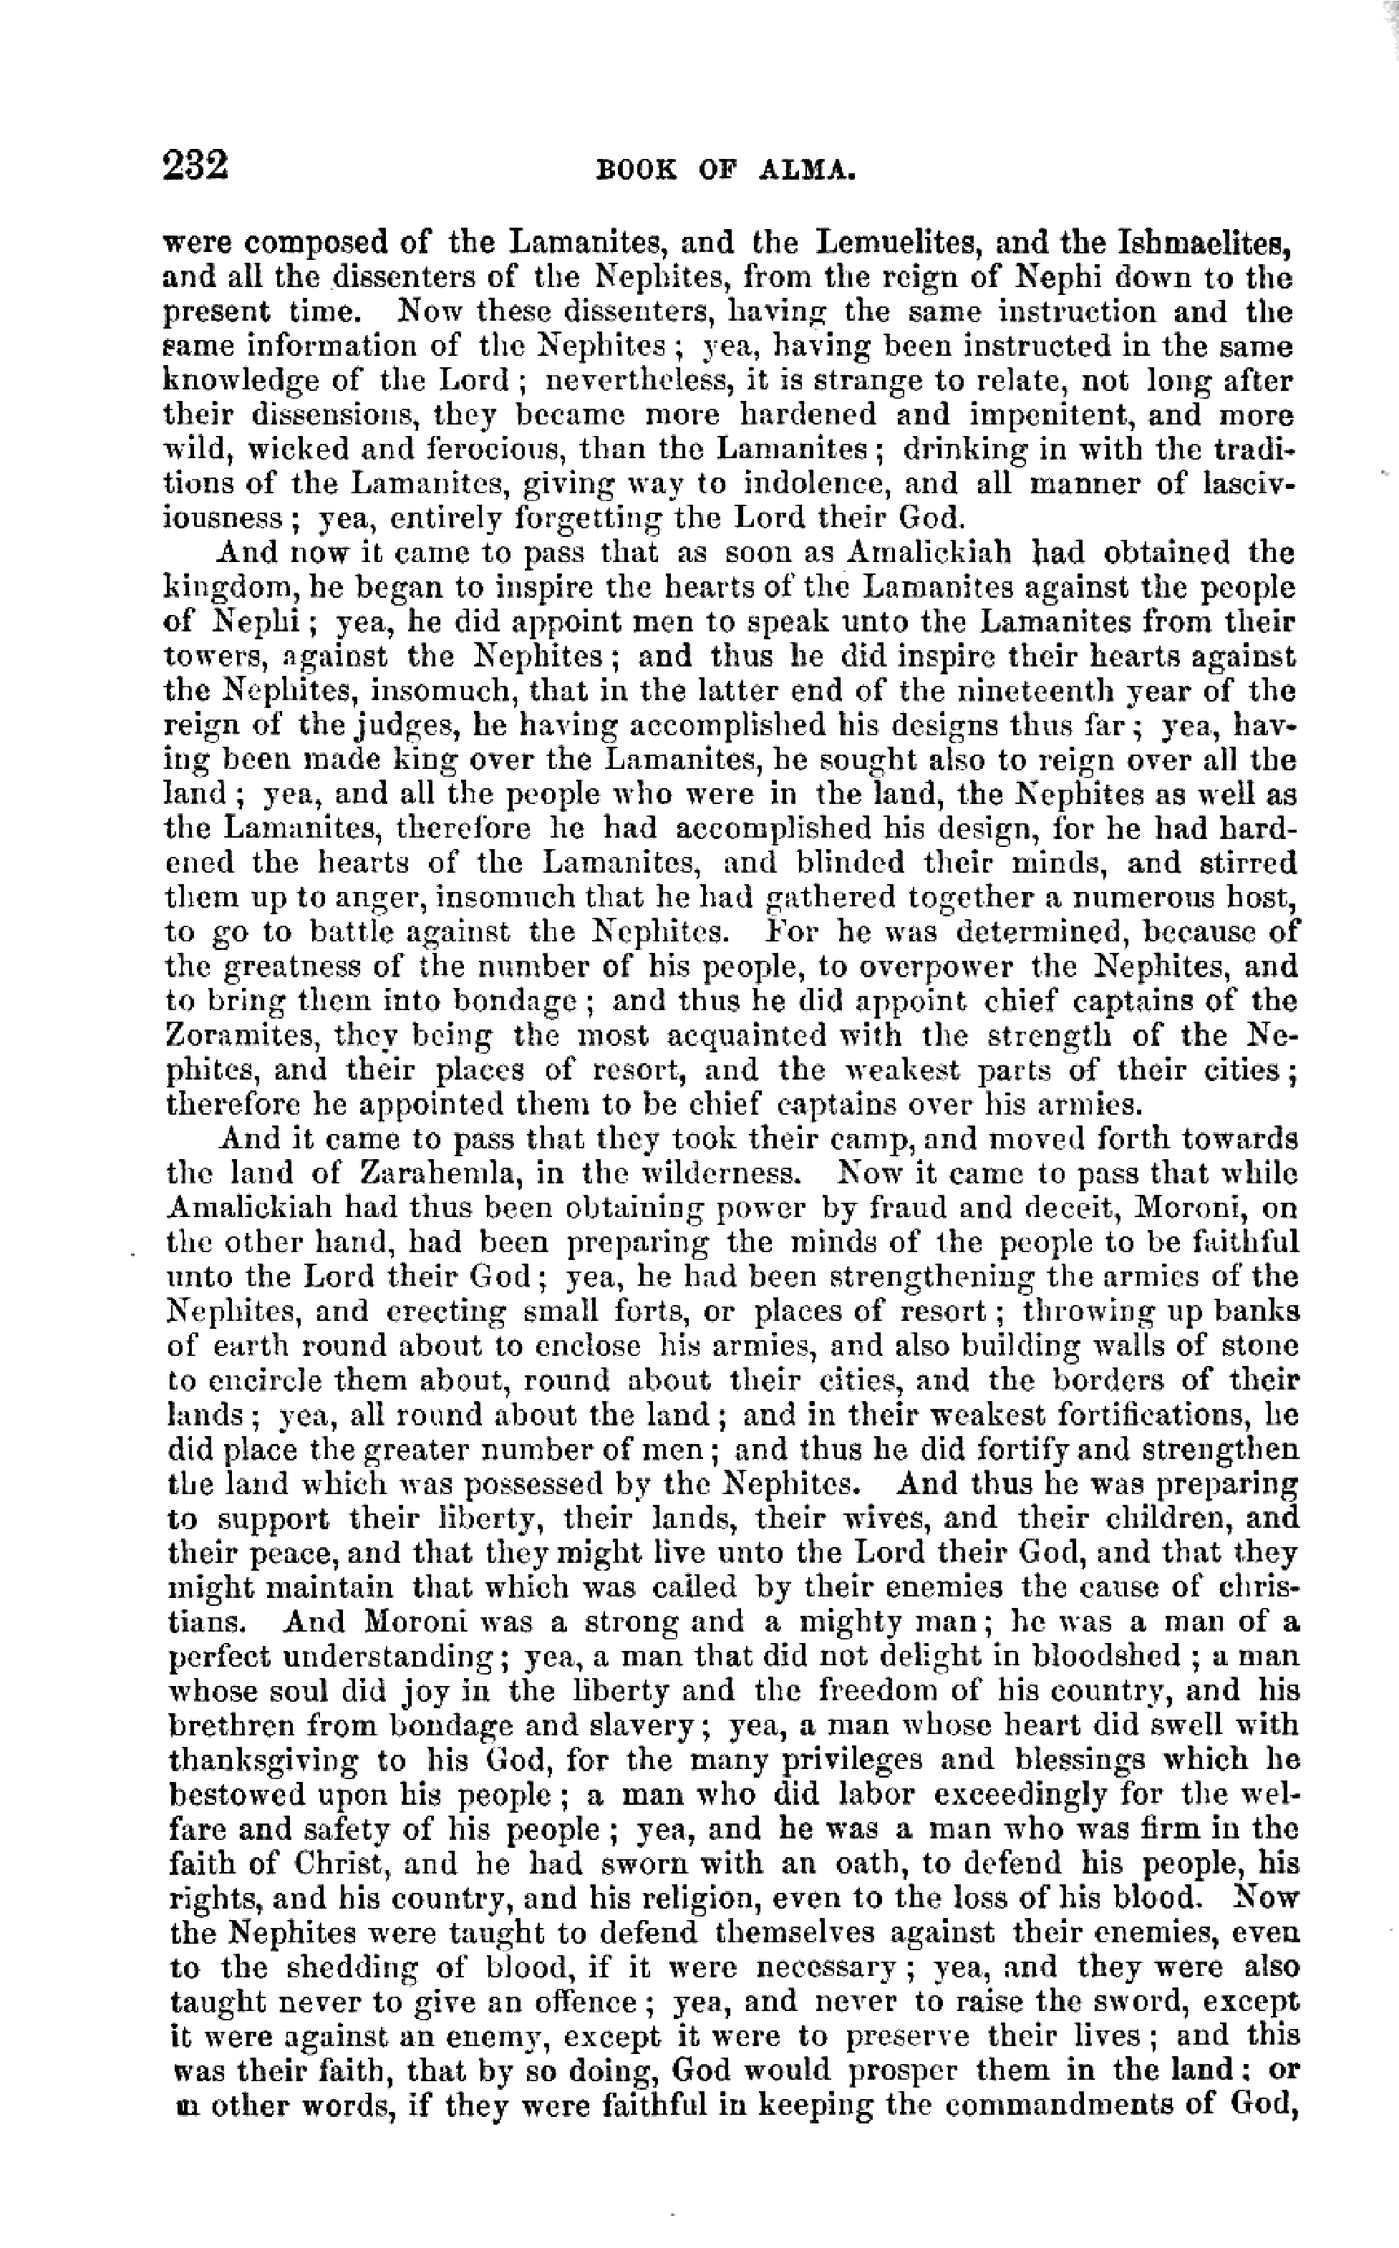 232 BOOK OF ALMA.
were composed of the Lamanites, and the Lemuelites, and the Ishmaelites,
and all the dissenters of the Nephites, from the reign of Nephi down to the
present time. Now these dissenters, having the same instruction and the
same information of the Nephites; yea, having been instructed in the same
knowledge of the Lord; nevertheless, it is strange to relate, not long after
their dissensions, they became more hardened and impenitent, and more
wild, wicked and ferocious, than the Lamanites; drinking in with the tradi-
tions of the Lamanites, giving way to indolence, and all manner of lasciv-
iousness; yea, entirely forgetting the Lord their God.
And now it came to pass that as soon as Amalickiah had obtained the
kingdom, he began to inspire the hearts of the Lamanites against the people
of Nephi; yea, he did appoint men to speak unto the Lamanites from their
towers, against the Nephites; and thus he did inspire their hearts against
the Nephites, insomuch, that in the latter end of the nineteenth year of the
reign of the judges, he having accomplished his designs thus far; yea, hav-
ing been made king over the Lamanites, he sought also to reign over all the
land; yea, and all the people who were in the land, the Nephites as well as
the Lamanites, therefore he had accomplished his design, for he had hard-
ened the hearts of the Lamanites, and blinded their minds, and stirred
them up to anger, insomuch that he had gathered together a numerous host,
to go to battle against the Nephites. For he was determined, because of
the greatness of the number of his people, to overpower the Nephites, and
to bring them into bondage; and thus he did appoint chief captains of the
Zoramites, they being the most acquainted with the strength of the Ne-
phites, and their places of resort, and the weakest parts of their cities;
therefore he appointed them to be chief captains over his armies.
And it came to pass that they took their camp, and moved forth towards
the land of Zarahemla, in the wilderness. Now it came to pass that while
Amalickiah had thus been obtaining power by fraud and deceit, Moroni, on
the other hand, had been preparing the minds of the people to be faithful
unto the Lord their God; yea, he had been strengthening the armies of the
Nephites, and erecting small forts, or places of resort; throwing up banks
of earth round about to enclose his armies, and also building walls of stone
to encircle them about, round about their cities, and the borders of their
lands; yea, all round about the land; and in their weakest fortifications, he
did place the greater number of men; and thus he did fortify and strengthen
the land which was possessed by the Nephites. And thus he was preparing
to support their liberty, their lands, their wives, and their children, and
their peace, and that they might live unto the Lord their God, and that they
might maintain that which was called by their enemies the cause of chris-
tians. And Moroni was a strong and a mighty man; he was a man of a
perfect understanding; yea, a man that did not delight in bloodshed; a man
whose soul did joy in the liberty and the freedom of his country, and his
brethren from bondage and slavery; yea, a man whose heart did swell with
thanksgiving to his God, for the many privileges and blessings which he
bestowed upon his people; a man who did labor exceedingly for the wel-
fare and safety of his people; yea, and he was a man who was firm in the
faith of Christ, and he had sworn with an oath, to defend his people, his
rights, and his country, and his religion, even to the loss of his blood. Now
the Nephites were taught to defend themselves against their enemies, even
to the shedding of blood, if it were necessary; yea, and they were also
taught never to give an offence; yea, and never to raise the sword, except
it were against an enemy, except it were to preserve their lives; and this
was their faith, that by so doing, God would prosper them in the land; or
in other words, if they were faithful in keeping the commandments of God,